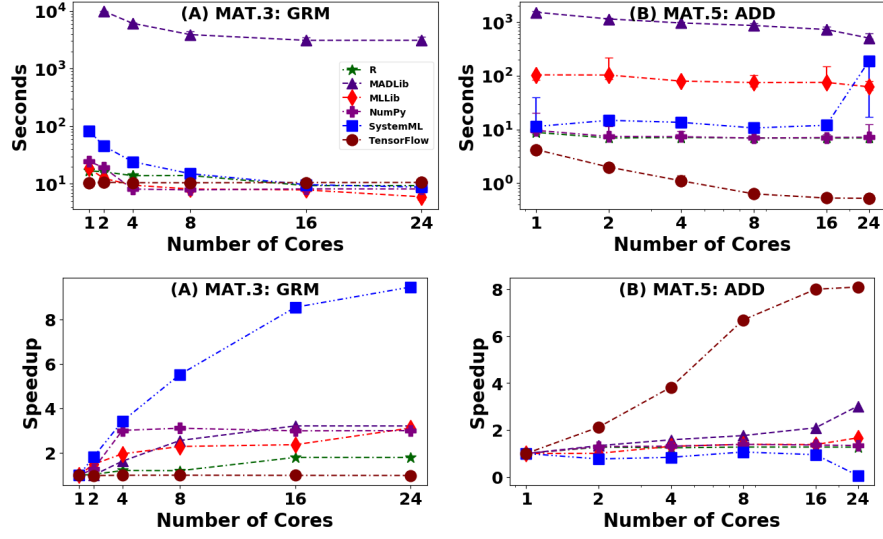 (A) MAT.3: GRM
10^4
10^3
10^2
10^1
Seconds
R
MADLib
MLLib
NumPy
SystemML
TensorFlow
1 2 4 8 16 24
Number of Cores
(B) MAT.5: ADD
10^3
10^2
10^1
10^0
Seconds
1 2 4 8 16 24
Number of Cores
(A) MAT.3: GRM
8
6
4
2
Speedup
1 2 4 8 16 24
Number of Cores
(B) MAT.5: ADD
8
6
4
2
0
Speedup
1 2 4 8 16 24
Number of Cores